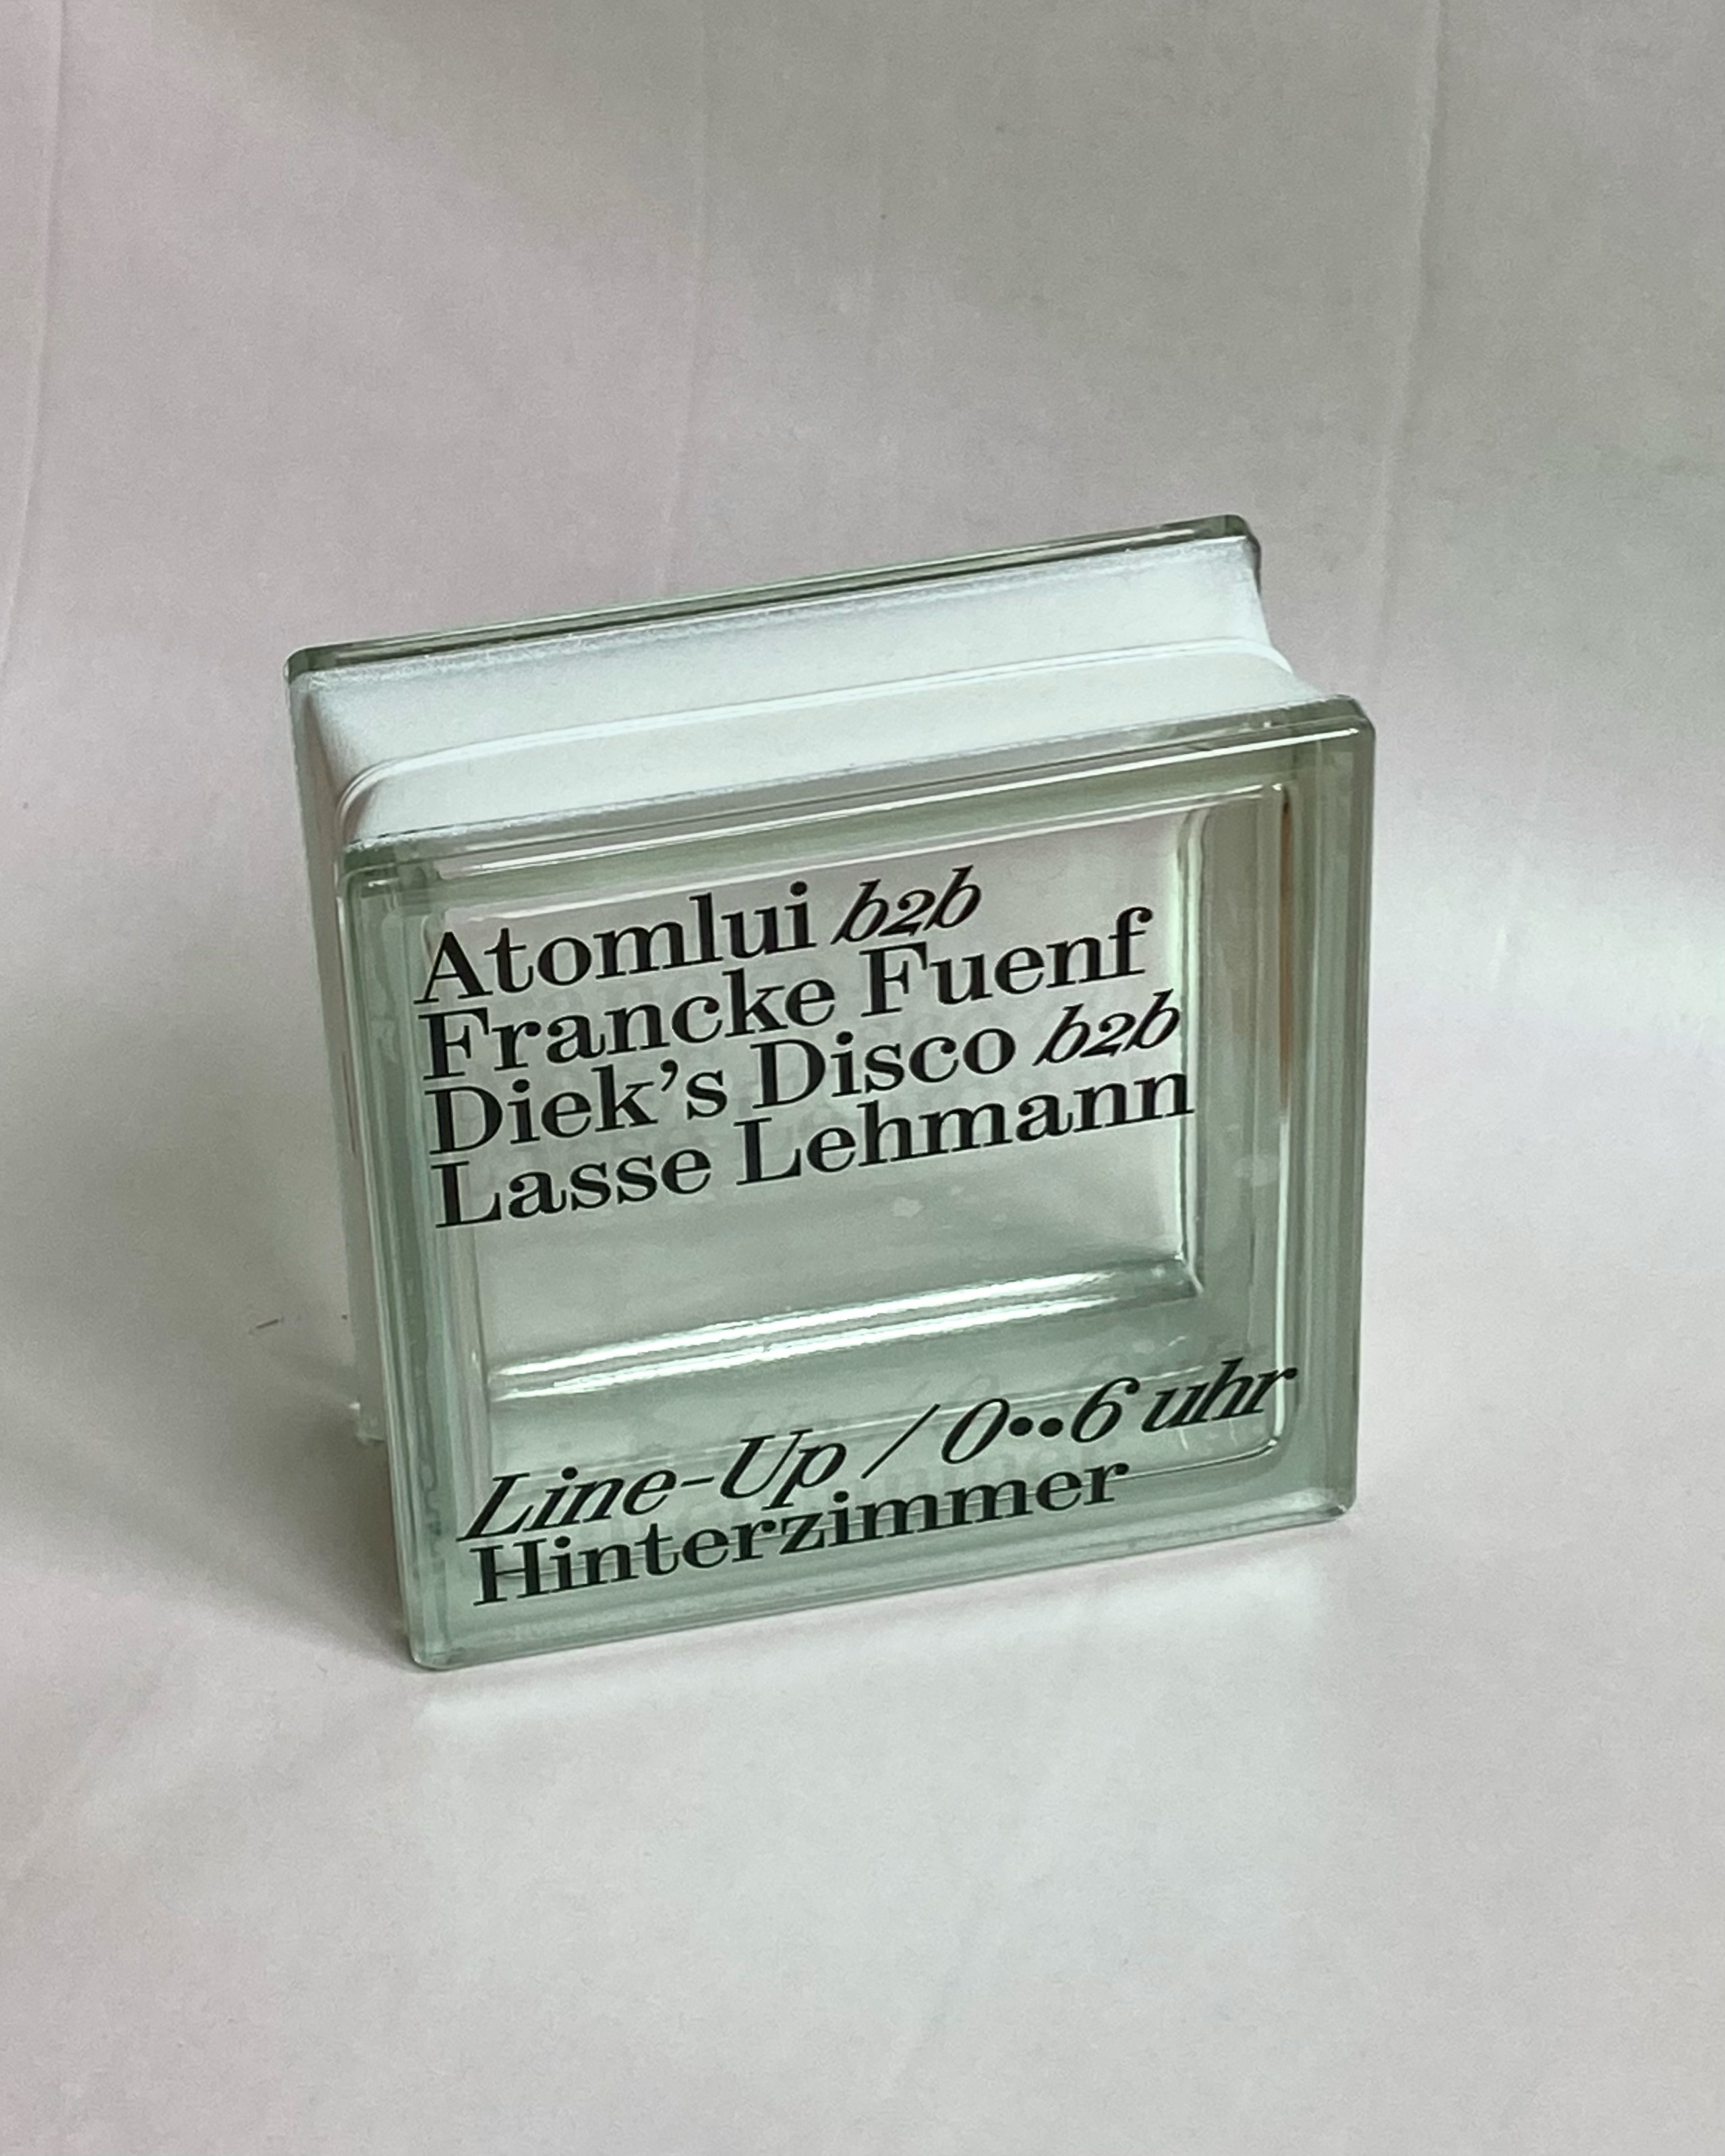 Atomlui b2b
Francke Fuenf
Diek’s Disco b2b
Lasse Lehmann
Line-Up / 0••6 uhr
Hinterzimmer